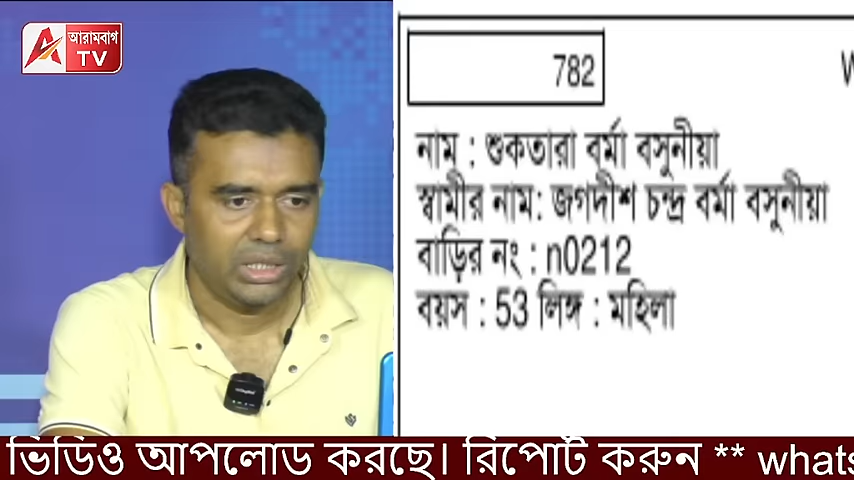 আরামবাগ
TV
782
নাম : শুকতারা বর্মা বসুনীয়া
স্বামীর নাম: জগদীশ চন্দ্র বর্মা বসুনীয়া
বাড়ির নং : n0212
বয়স : 53 লিঙ্গ : মহিলা
ভিডিও আপলোড করছে। রিপোর্ট করুন ** whats